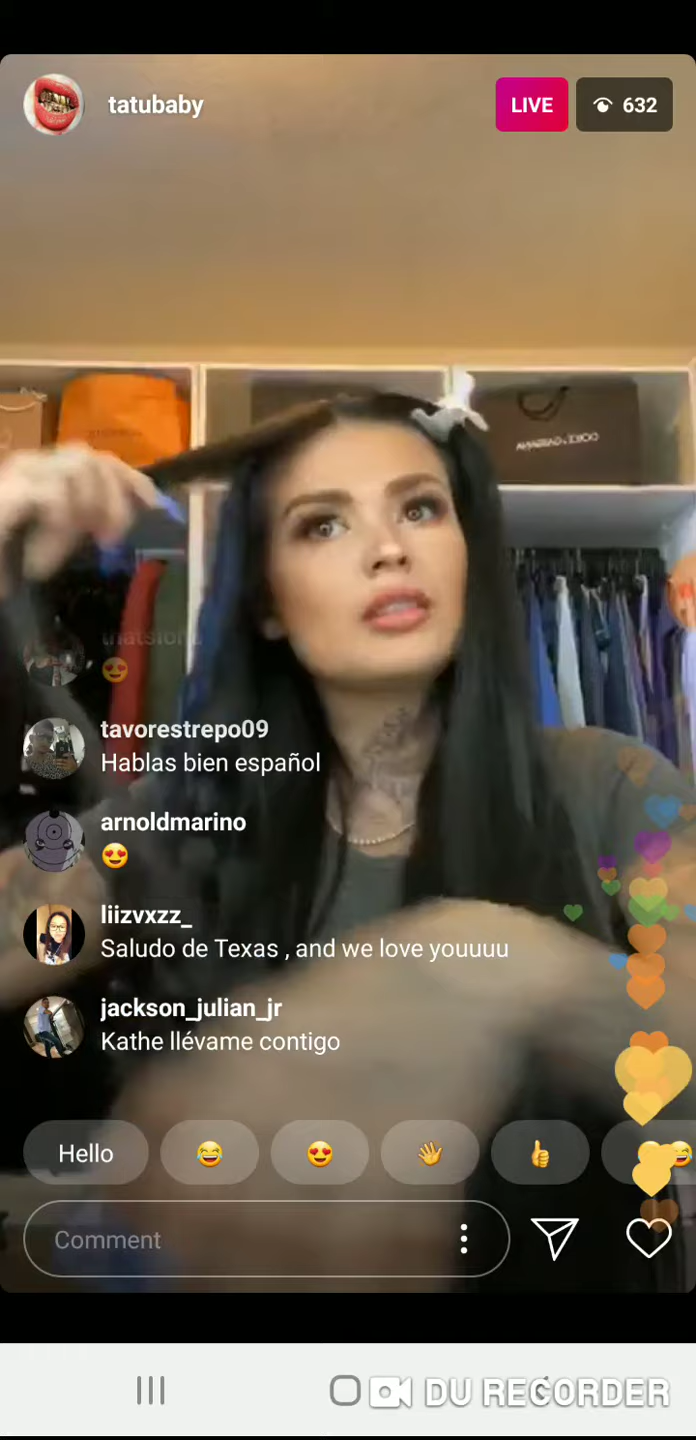 tatubaby
LIVE
632
😍
tavorestrepo09
Hablas bien español
arnoldmarino
😍
liizvxzz_
Saludo de Texas , and we love youuuu
jackson_julian_jr
Kathe llévame contigo
Hello 😂 😍 👋 👍 😂
Comment
DU RECORDER